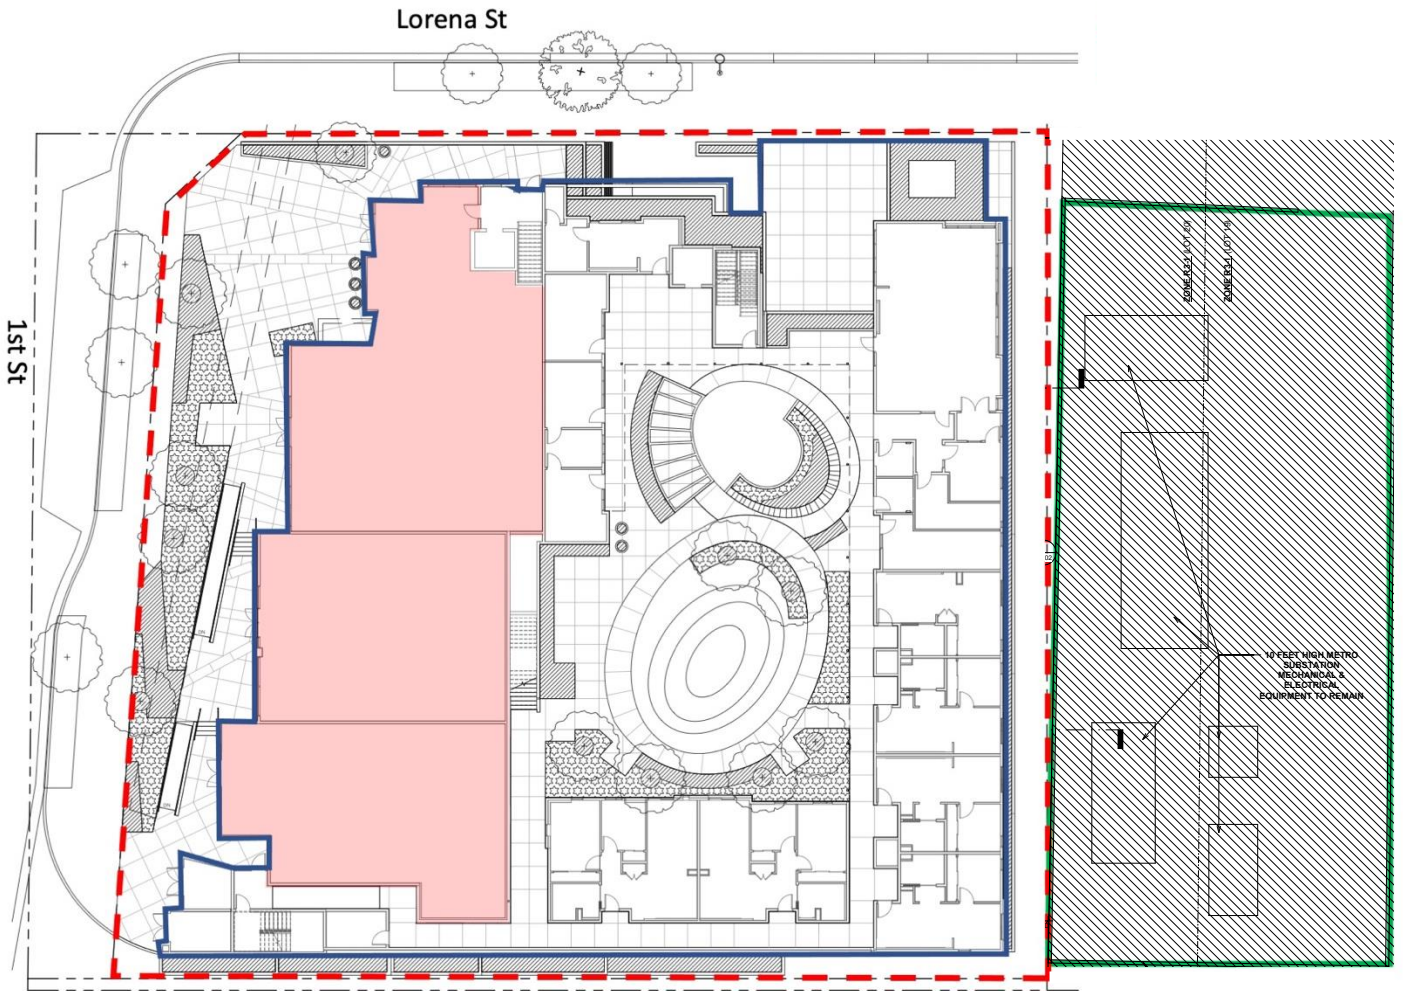 Lorena St
1st St
ZONE R3-1 LOT 20
ZONE R3-1 LOT 19
10 FEET HIGH METRO
SUBSTATION
MECHANICAL &
ELECTRICAL
EQUIPMENT TO REMAIN